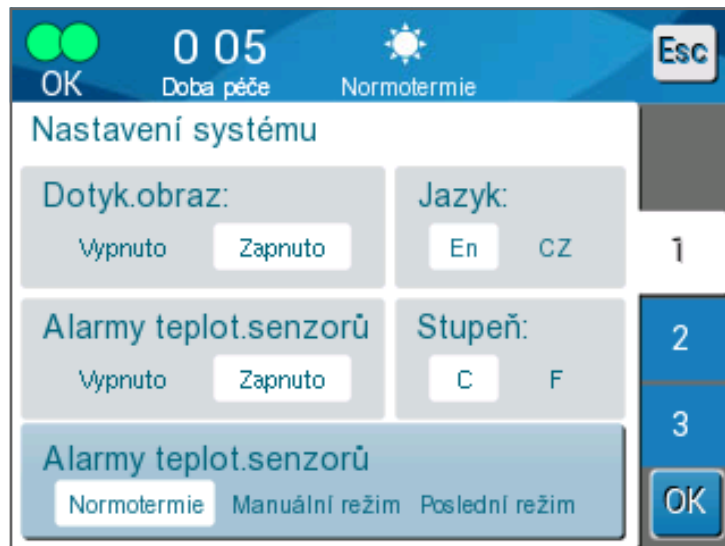 OK
0 05
Doba péče
Normotermie
Esc
Nastavení systému
Dotyk.obraz:
Vypnuto Zapnuto
Jazyk:
En CZ
1
Alarmy teplot.senzorů
Vypnuto Zapnuto
Stupeň:
C F
2
3
Alarmy teplot.senzorů
Normotermie Manuální režim Poslední režim
OK